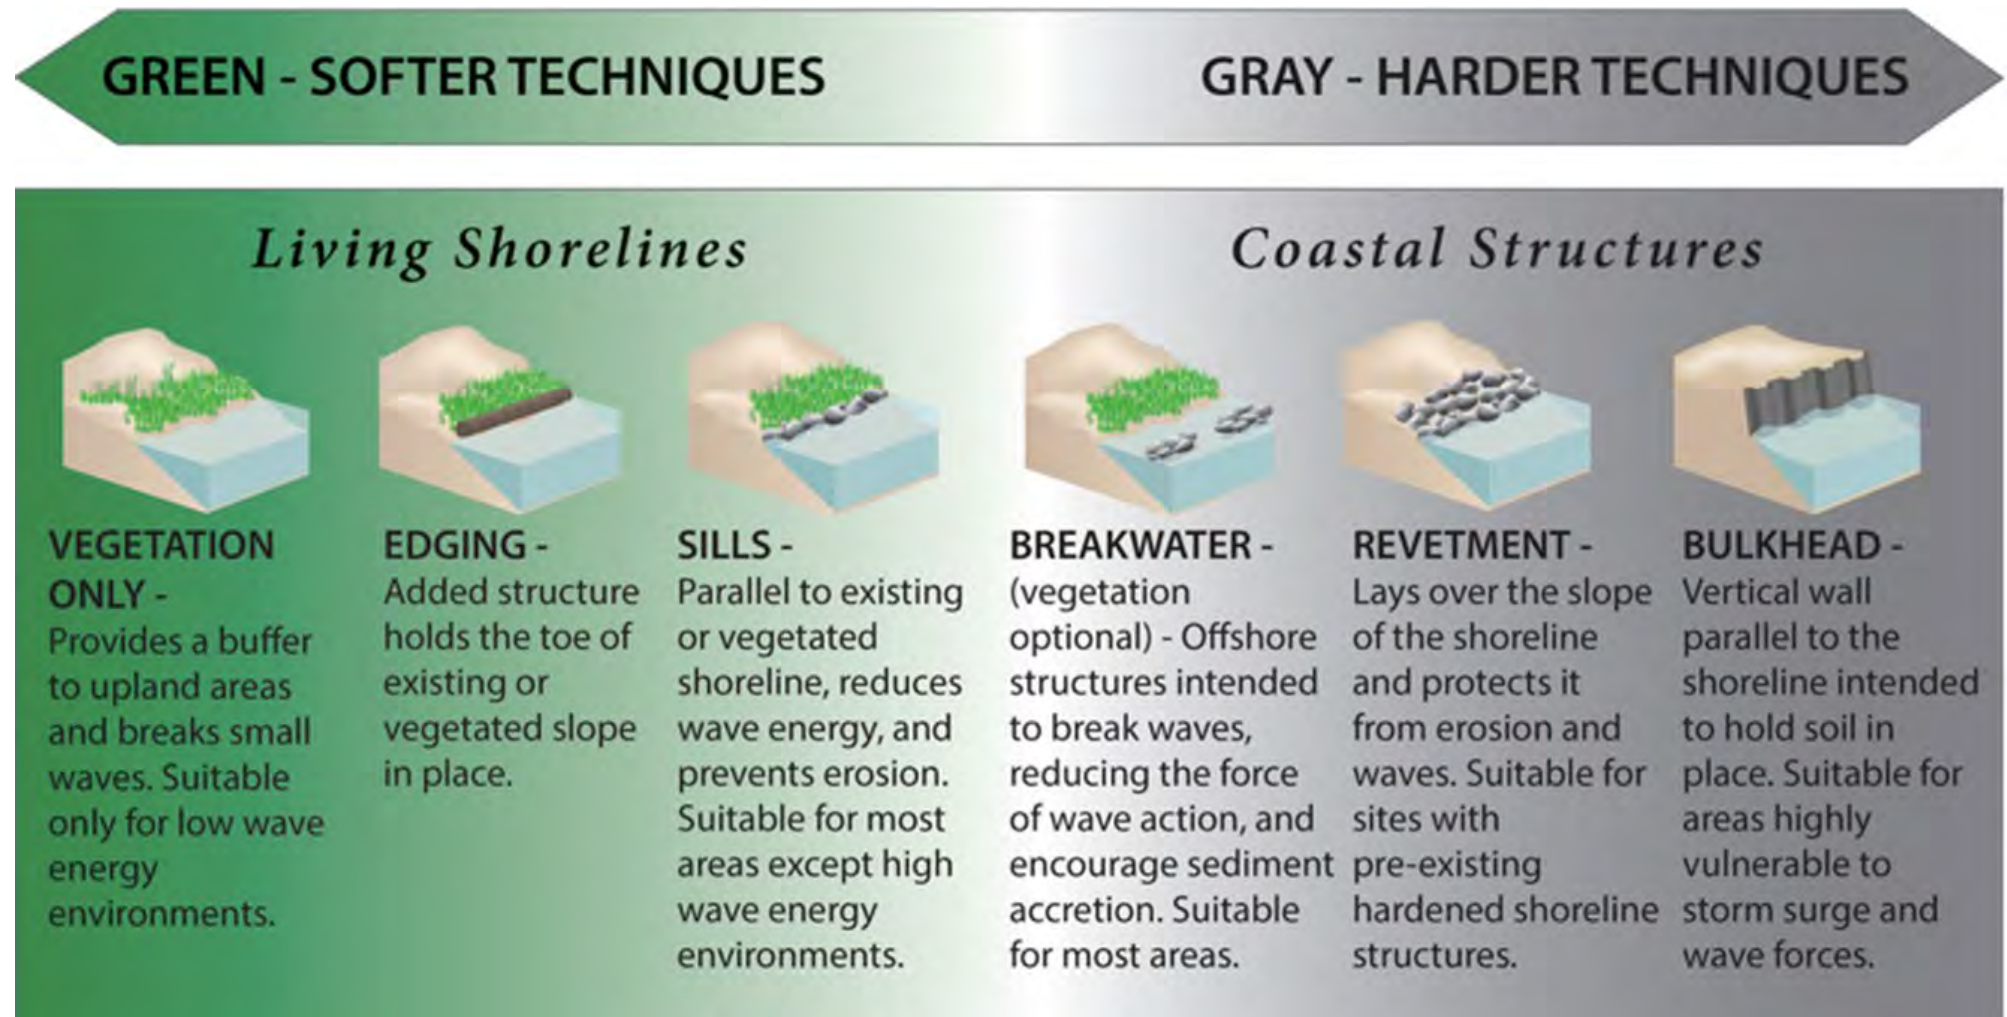 GREEN - SOFTER TECHNIQUES
GRAY - HARDER TECHNIQUES
Living Shorelines
Coastal Structures
VEGETATION
ONLY -
Provides a buffer
to upland areas
and breaks small
waves. Suitable
only for low wave
energy
environments.
EDGING -
Added structure
holds the toe of
existing or
vegetated slope
in place.
SILLS -
Parallel to existing
or vegetated
shoreline, reduces
wave energy, and
prevents erosion.
Suitable for most
areas except high
wave energy
environments.
BREAKWATER -
(vegetation
optional) - Offshore
structures intended
to break waves,
reducing the force
of wave action, and
encourage sediment
accretion. Suitable
for most areas.
REVETMENT -
Lays over the slope
of the shoreline
and protects it
from erosion and
waves. Suitable for
sites with
pre-existing
hardened shoreline
structures.
BULKHEAD -
Vertical wall
parallel to the
shoreline intended
to hold soil in
place. Suitable for
areas highly
vulnerable to
storm surge and
wave forces.